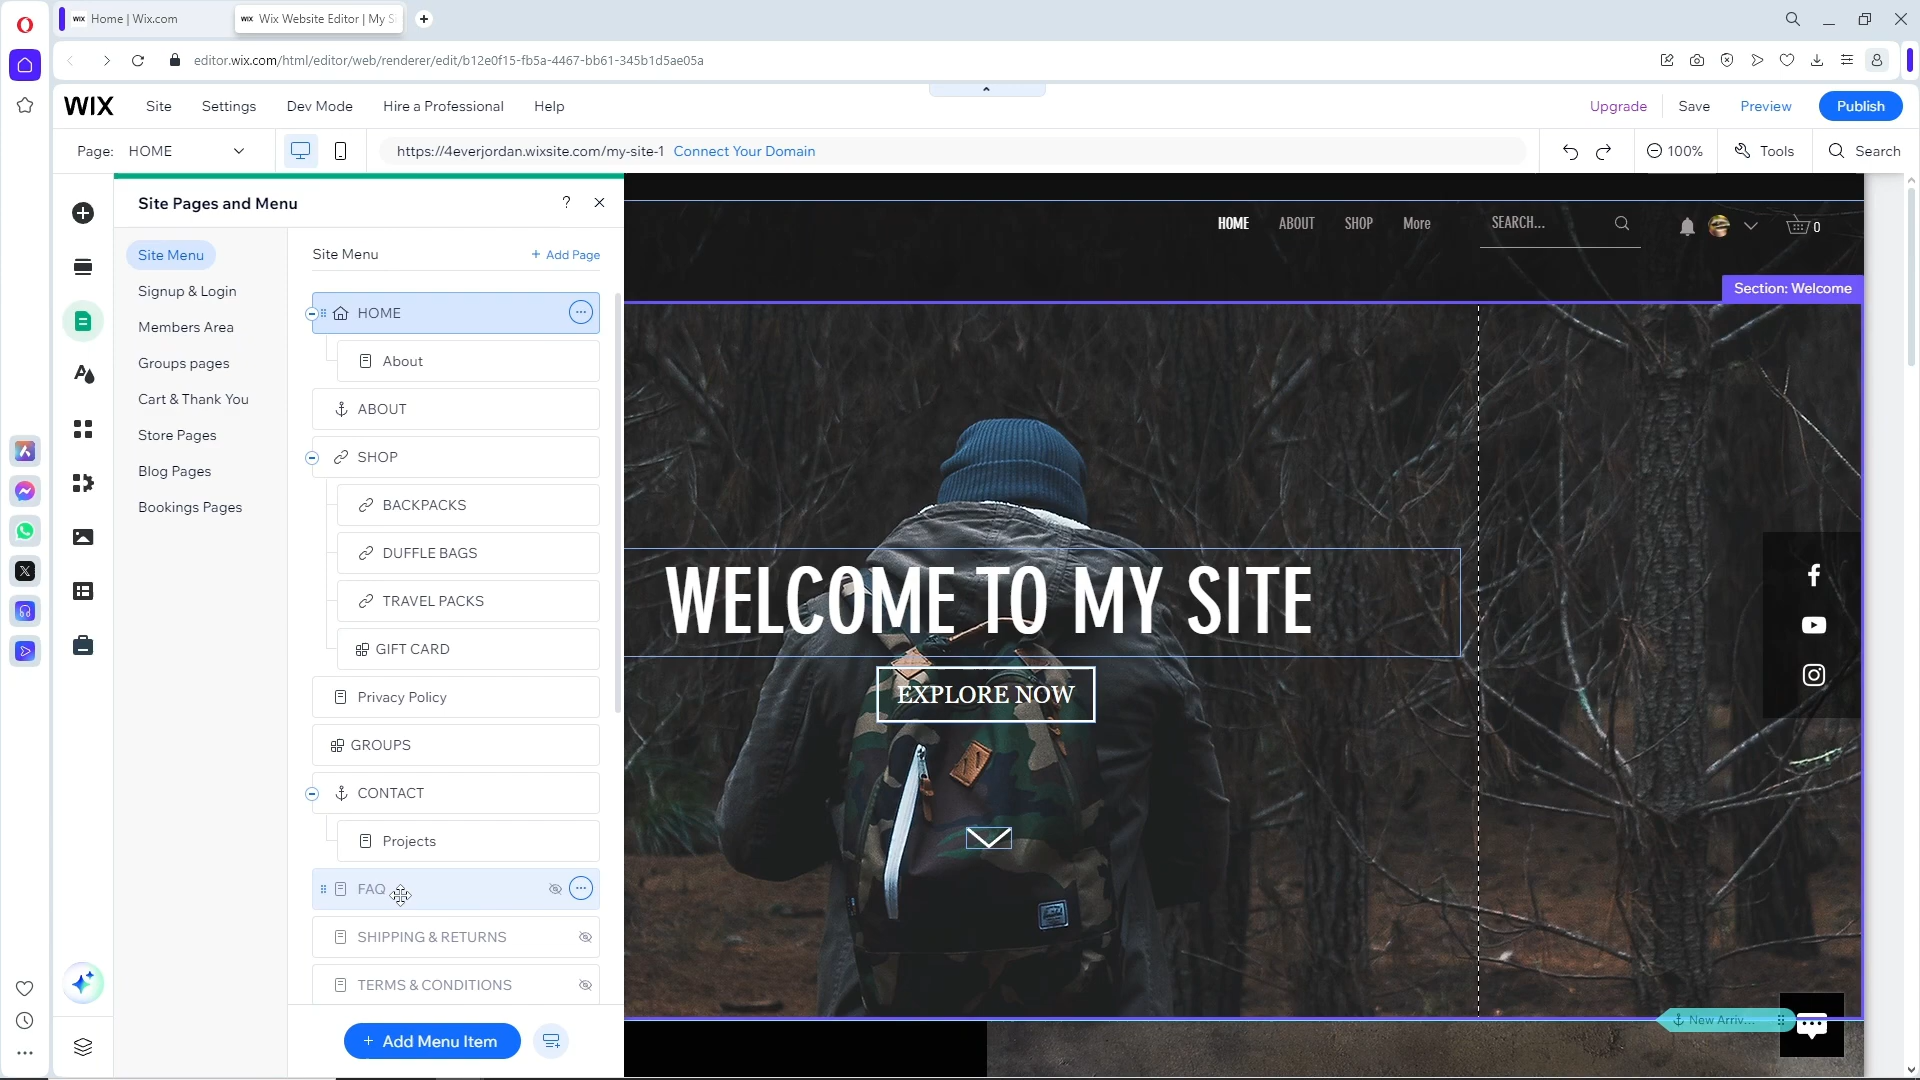 WIX Home | Wix.com
WIX Wix Website Editor | My S
editor.wix.com/html/editor/web/renderer/edit/b12e0f15-fb5a-4467-bb61-345b1d5ae05a
WIX Site Settings Dev Mode Hire a Professional Help Upgrade Save Preview Publish
Page: HOME https://4everjordan.wixsite.com/my-site-1 Connect Your Domain 100% Tools Search
Site Pages and Menu ?
Site Menu
Signup & Login
Members Area
Groups pages
Cart & Thank You
Store Pages
Blog Pages
Bookings Pages
Site Menu + Add Page
HOME
About
ABOUT
SHOP
BACKPACKS
DUFFLE BAGS
TRAVEL PACKS
GIFT CARD
Privacy Policy
GROUPS
CONTACT
Projects
FAQ
SHIPPING & RETURNS
TERMS & CONDITIONS
+ Add Menu Item
HOME ABOUT SHOP More SEARCH... 0
Section: Welcome
WELCOME TO MY SITE
EXPLORE NOW
New Arriv...